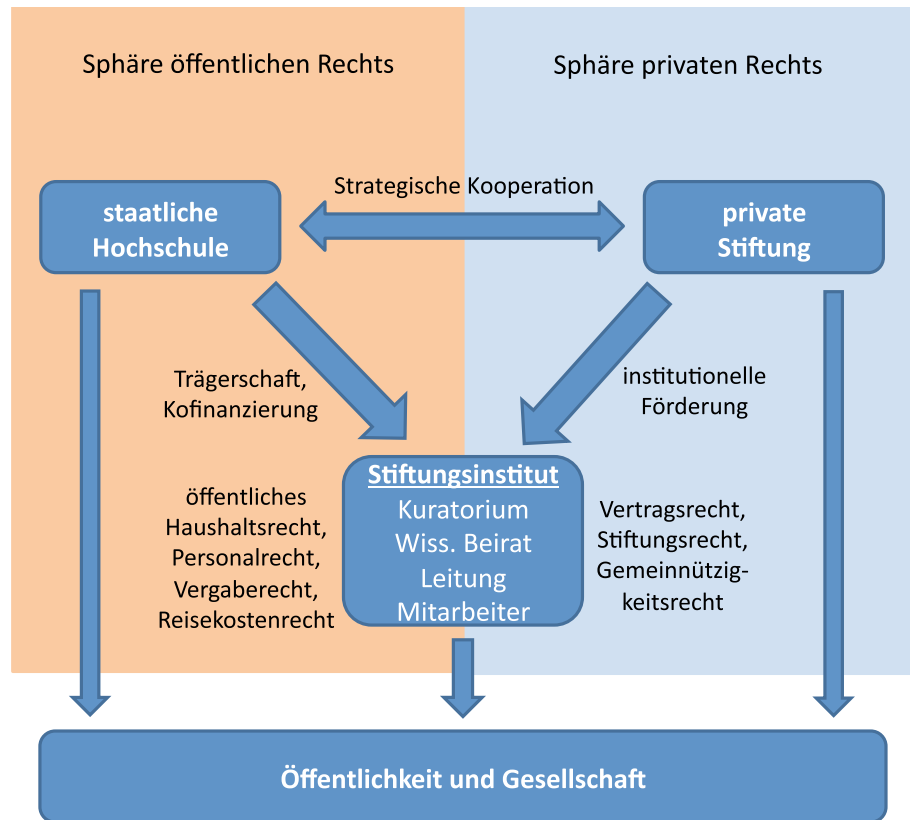 Sphäre öffentlichen Rechts
Sphäre privaten Rechts
Strategische Kooperation
staatliche
Hochschule
private
Stiftung
Trägerschaft,
Kofinanzierung
institutionelle
Förderung
öffentliches
Haushaltsrecht,
Personalrecht,
Vergaberecht,
Reisekostenrecht
Stiftungsinstitut
Kuratorium
Wiss. Beirat
Leitung
Mitarbeiter
Vertragsrecht,
Stiftungsrecht,
Gemeinnützig-
keitsrecht
Öffentlichkeit und Gesellschaft